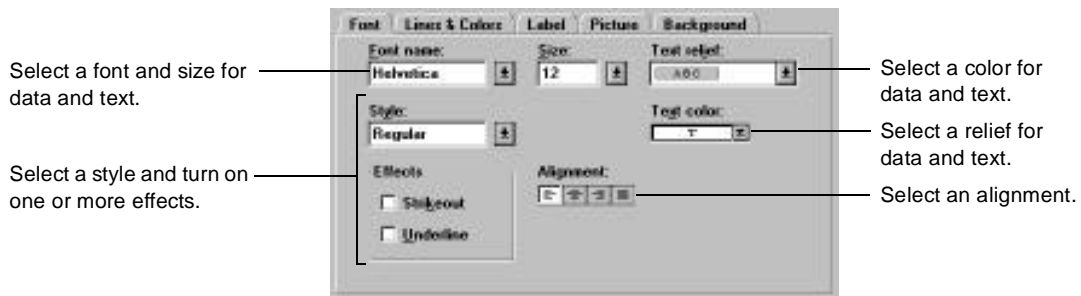 Font Lines & Colors Label Picture Background
Font name: Size: Text relief:
Helvetica 12 ABC
Style: Text color:
Regular T
Effects Alignment:
Strikeout
Underline
Select a font and size for
data and text.
Select a style and turn on
one or more effects.
Select a color for
data and text.
Select a relief for
data and text.
Select an alignment.